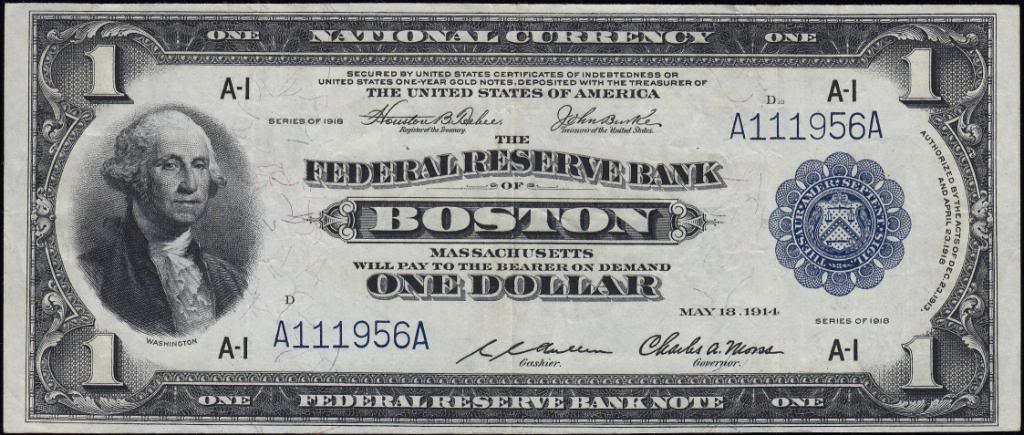 ONE NATIONAL CURRENCY ONE
1 1
SECURED BY UNITED STATES CERTIFICATES OF INDEBTEDNESS OR
UNITED STATES ONE-YEAR GOLD NOTES, DEPOSITED WITH THE TREASURER OF
THE UNITED STATES OF AMERICA
A-1 D A-1
SERIES OF 1918 Houston B. Teehee John Burke
Register of the Treasury. Treasurer of the United States.
A111956A
THE
FEDERAL RESERVE BANK
OF
BOSTON
MASSACHUSETTS
WILL PAY TO THE BEARER ON DEMAND
ONE DOLLAR
AUTHORIZED BY THE ACTS OF DEC. 23, 1913,
AND APRIL 23, 1918
D
MAY 18, 1914.
SERIES OF 1918
WASHINGTON
A-1 A111956A Charles A. Morss A-1
Cashier. Governor.
1 1
ONE FEDERAL RESERVE BANK NOTE ONE